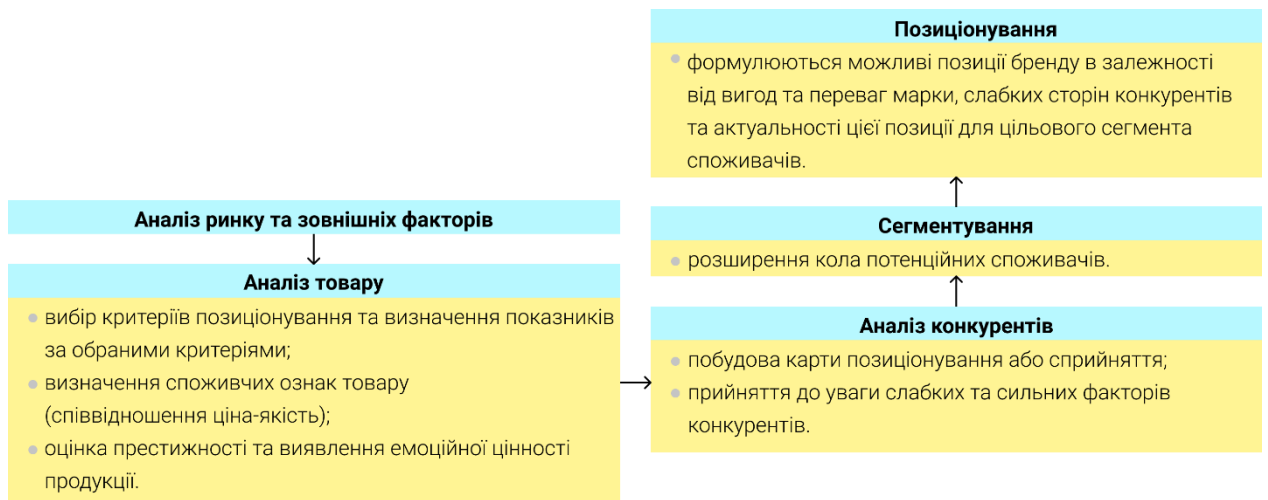 Позиціонування
формулюються можливі позиції бренду в залежності
від вигод та переваг марки, слабких сторін конкурентів
та актуальності цієї позиції для цільового сегмента
споживачів.
Аналіз ринку та зовнішніх факторів
Сегментування
розширення кола потенційних споживачів.
Аналіз товару
вибір критеріїв позиціонування та визначення показників
за обраними критеріями;
визначення споживчих ознак товару
(співвідношення ціна-якість);
оцінка престижності та виявлення емоційної цінності
продукції.
Аналіз конкурентів
побудова карти позиціонування або сприйняття;
прийняття до уваги слабких та сильних факторів
конкурентів.